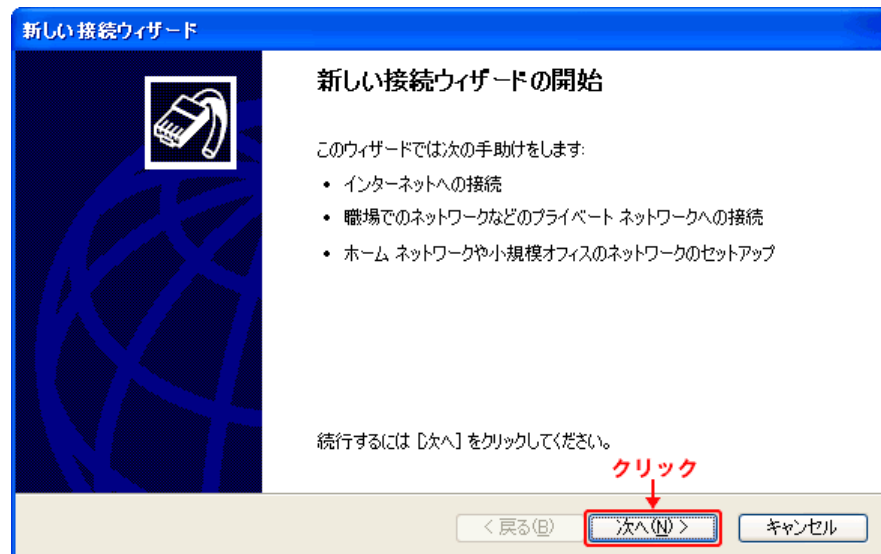 新しい接続ウィザード
新しい接続ウィザードの開始
このウィザードでは次の手助けをします:
• インターネットへの接続
• 職場でのネットワークなどのプライベート ネットワークへの接続
• ホーム ネットワークや小規模オフィスのネットワークのセットアップ
続行するには [次へ] をクリックしてください。
クリック
< 戻る(B) 次へ(N) > キャンセル